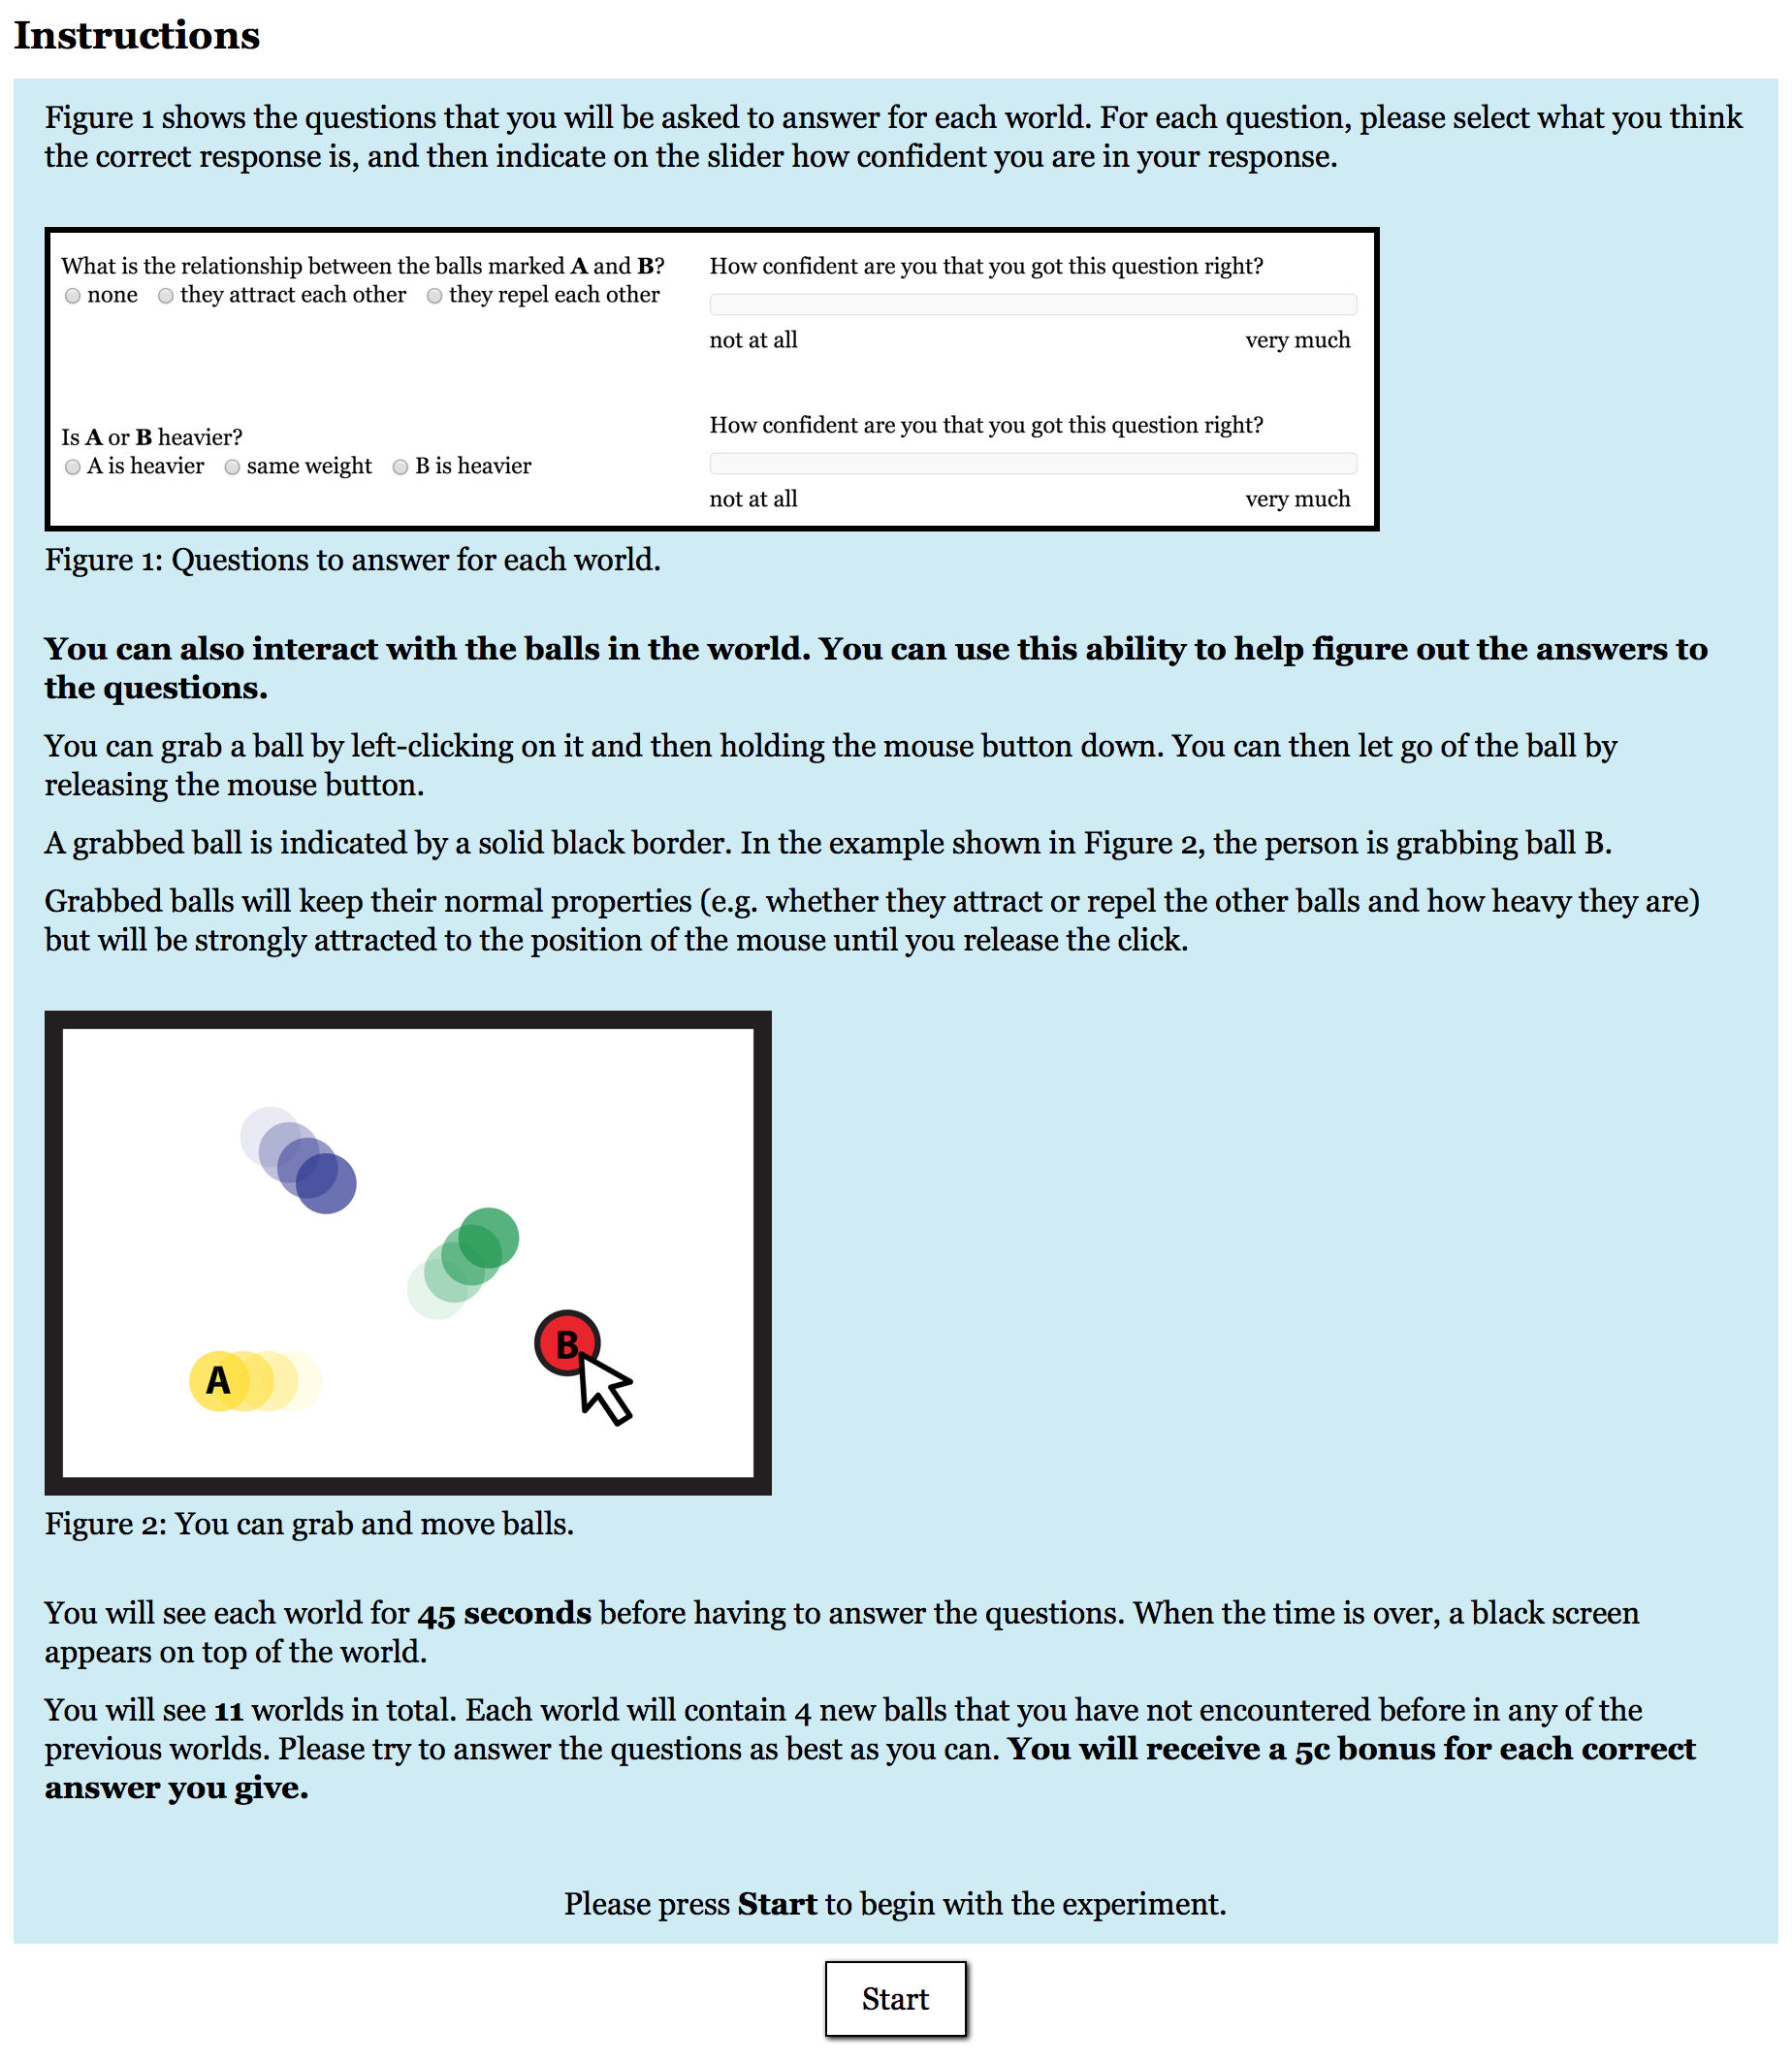 Instructions
Figure 1 shows the questions that you will be asked to answer for each world. For each question, please select what you think
the correct response is, and then indicate on the slider how confident you are in your response.
What is the relationship between the balls marked A and B?
none they attract each other they repel each other
How confident are you that you got this question right?
not at all very much
Is A or B heavier?
A is heavier same weight B is heavier
How confident are you that you got this question right?
not at all very much
Figure 1: Questions to answer for each world.
You can also interact with the balls in the world. You can use this ability to help figure out the answers to
the questions.
You can grab a ball by left-clicking on it and then holding the mouse button down. You can then let go of the ball by
releasing the mouse button.
A grabbed ball is indicated by a solid black border. In the example shown in Figure 2, the person is grabbing ball B.
Grabbed balls will keep their normal properties (e.g. whether they attract or repel the other balls and how heavy they are)
but will be strongly attracted to the position of the mouse until you release the click.
B
A
Figure 2: You can grab and move balls.
You will see each world for 45 seconds before having to answer the questions. When the time is over, a black screen
appears on top of the world.
You will see 11 worlds in total. Each world will contain 4 new balls that you have not encountered before in any of the
previous worlds. Please try to answer the questions as best as you can. You will receive a 5c bonus for each correct
answer you give.
Please press Start to begin with the experiment.
Start